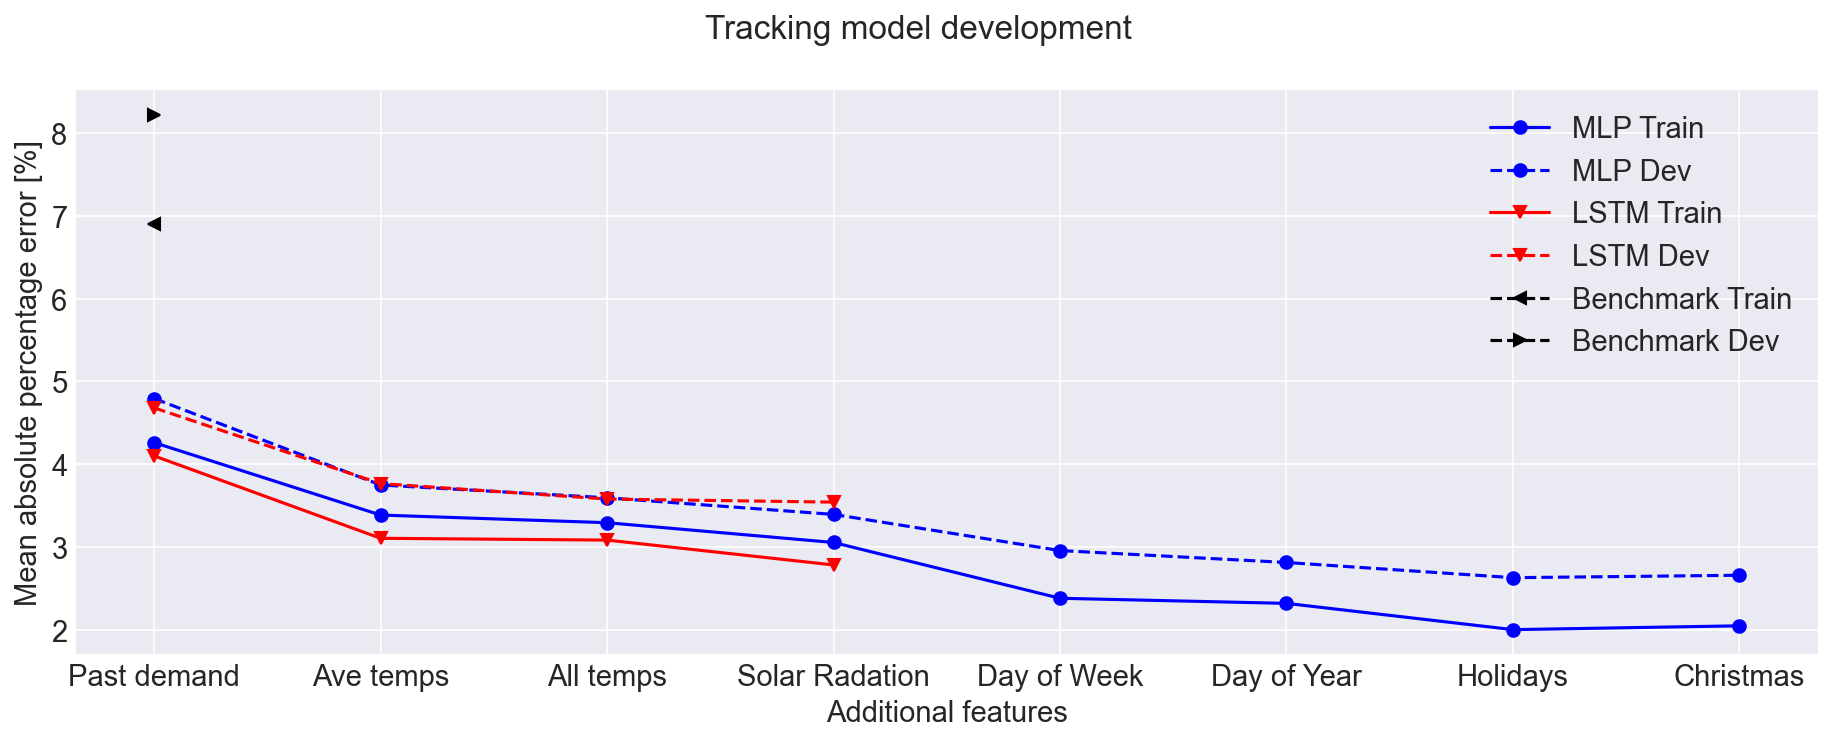 Tracking model development
Mean absolute percentage error [%]
8
7
6
5
4
3
2
MLP Train
MLP Dev
LSTM Train
LSTM Dev
Benchmark Train
Benchmark Dev
Past demand Ave temps All temps Solar Radation Day of Week Day of Year Holidays Christmas
Additional features